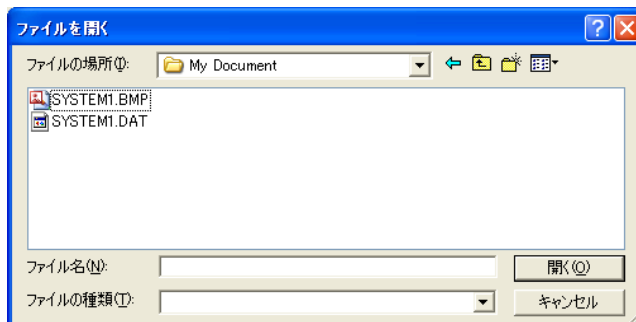 ファイルを開く
ファイルの場所(I): My Document
SYSTEM1.BMP
SYSTEM1.DAT
ファイル名(N): 開く(O)
ファイルの種類(T): キャンセル